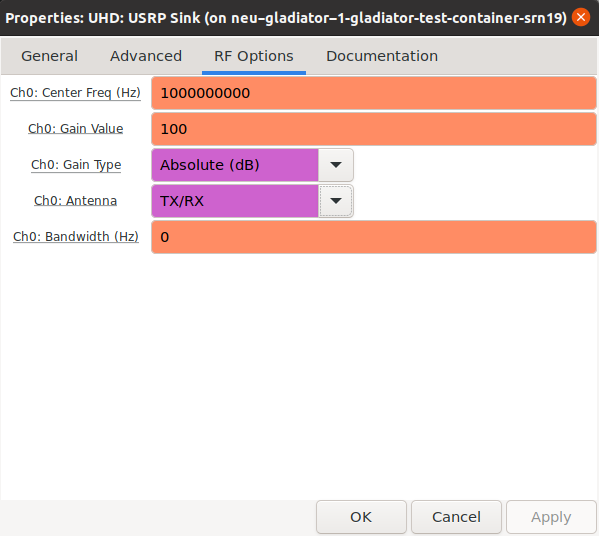 Properties: UHD: USRP Sink (on neu-gladiator-1-gladiator-test-container-srn19)
General Advanced RF Options Documentation
Ch0: Center Freq (Hz) 1000000000
Ch0: Gain Value 100
Ch0: Gain Type Absolute (dB)
Ch0: Antenna TX/RX
Ch0: Bandwidth (Hz) 0
OK Cancel Apply